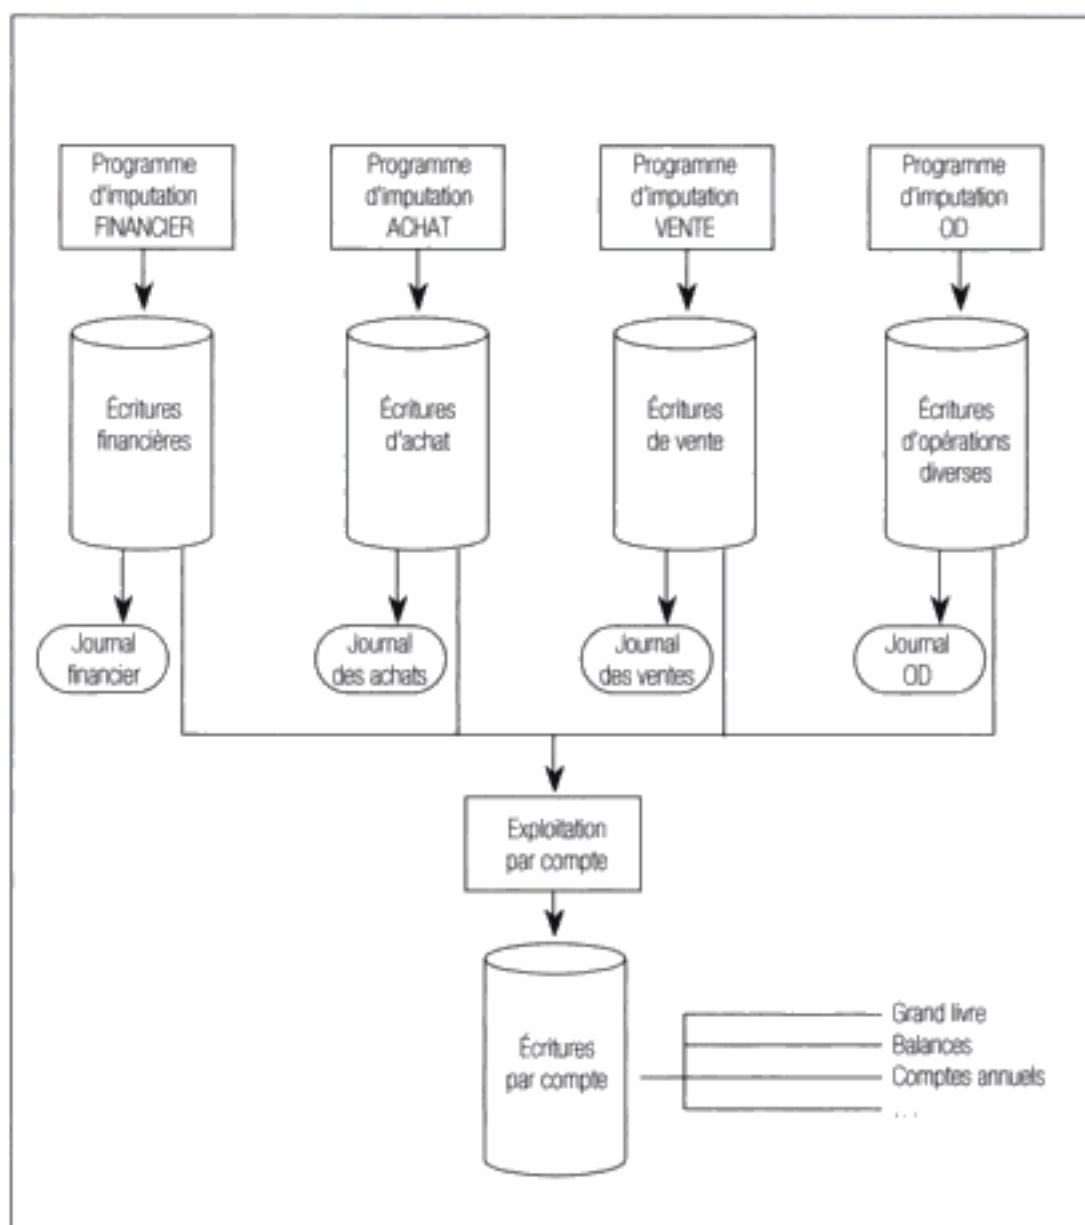 Programme
d'imputation
FINANCIER
Programme
d'imputation
ACHAT
Programme
d'imputation
VENTE
Programme
d'imputation
OD
Écritures
financières
Écritures
d'achat
Écritures
de vente
Écritures
d'opérations
diverses
Journal
financier
Journal
des achats
Journal
des ventes
Journal
OD
Exploitation
par compte
Écritures
par compte
Grand livre
Balances
Comptes annuels
...